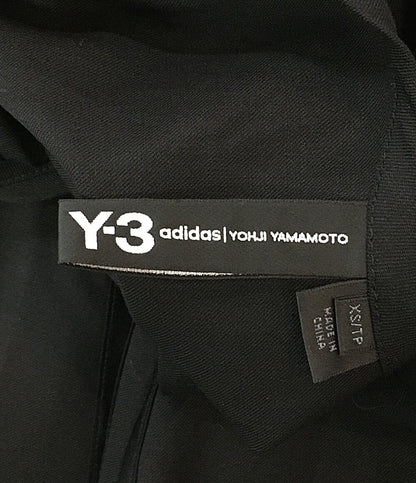 Y-3 adidas | YOHJI YAMAMOTO
XS/TP
MADE IN
CHINA